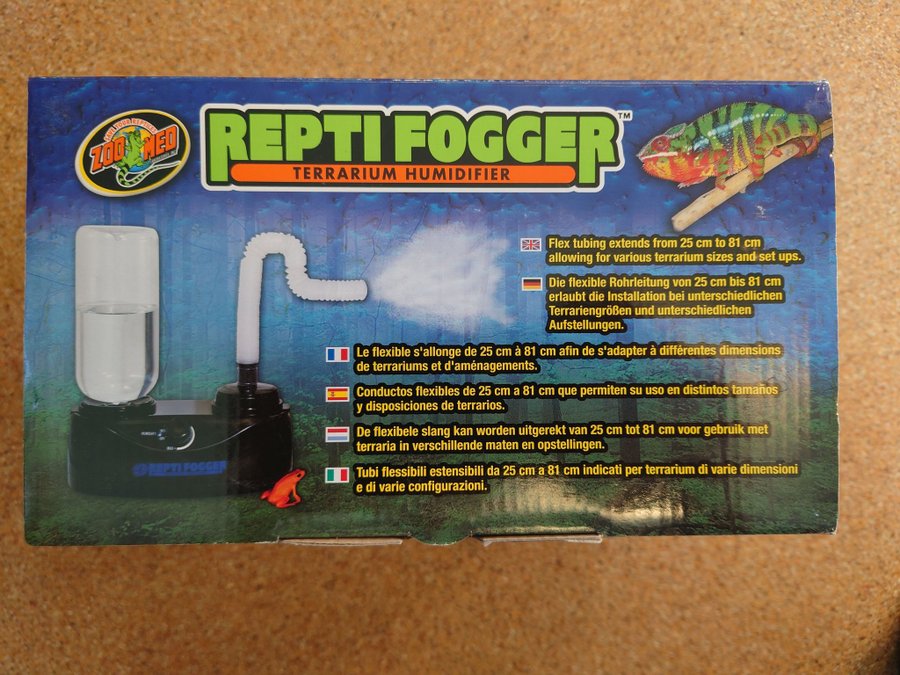 SAVE YOUR REPTILES
ZOO MED
REPTI FOGGER™
TERRARIUM HUMIDIFIER
Flex tubing extends from 25 cm to 81 cm
allowing for various terrarium sizes and set ups.
Die flexible Rohrleitung von 25 cm bis 81 cm
erlaubt die Installation bei unterschiedlichen
Terrariengrößen und unterschiedlichen
Aufstellungen.
Le flexible s'allonge de 25 cm à 81 cm afin de s'adapter à différentes dimensions
de terrariums et d'aménagements.
Conductos flexibles de 25 cm a 81 cm que permiten su uso en distintos tamaños
y disposiciones de terrarios.
De flexibele slang kan worden uitgerekt van 25 cm tot 81 cm voor gebruik met
terraria in verschillende maten en opstellingen.
Tubi flessibili estensibili da 25 cm a 81 cm indicati per terrarium di varie dimensioni
e di varie configurazioni.
REPTI FOGGER